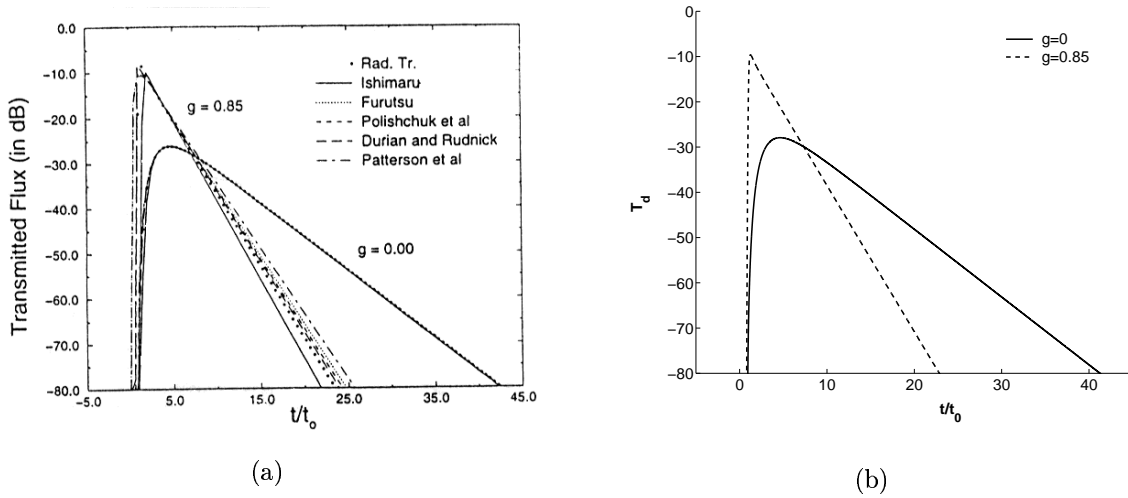 0.0
-10.0
-20.0
-30.0
-40.0
-50.0
-60.0
-70.0
-80.0
-5.0 5.0 15.0 25.0 35.0 45.0
Transmitted Flux (in dB)
t/t₀
g = 0.85
g = 0.00
Rad. Tr.
Ishimaru
Furutsu
Polishchuk et al
Durian and Rudnick
Patterson et al
(a)
0
−10
−20
−30
−40
−50
−60
−70
−80
0 10 20 30 40
T_d
t/t₀
g=0
g=0.85
(b)